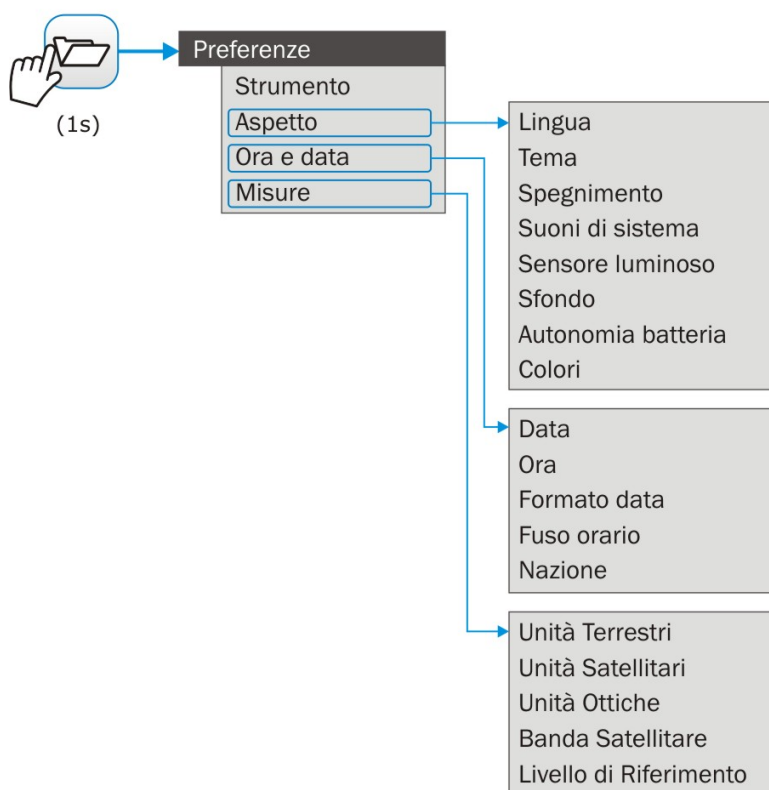 (1s)
Preferenze
Strumento
Aspetto
Ora e data
Misure
Lingua
Tema
Spegnimento
Suoni di sistema
Sensore luminoso
Sfondo
Autonomia batteria
Colori
Data
Ora
Formato data
Fuso orario
Nazione
Unità Terrestri
Unità Satellitari
Unità Ottiche
Banda Satellitare
Livello di Riferimento